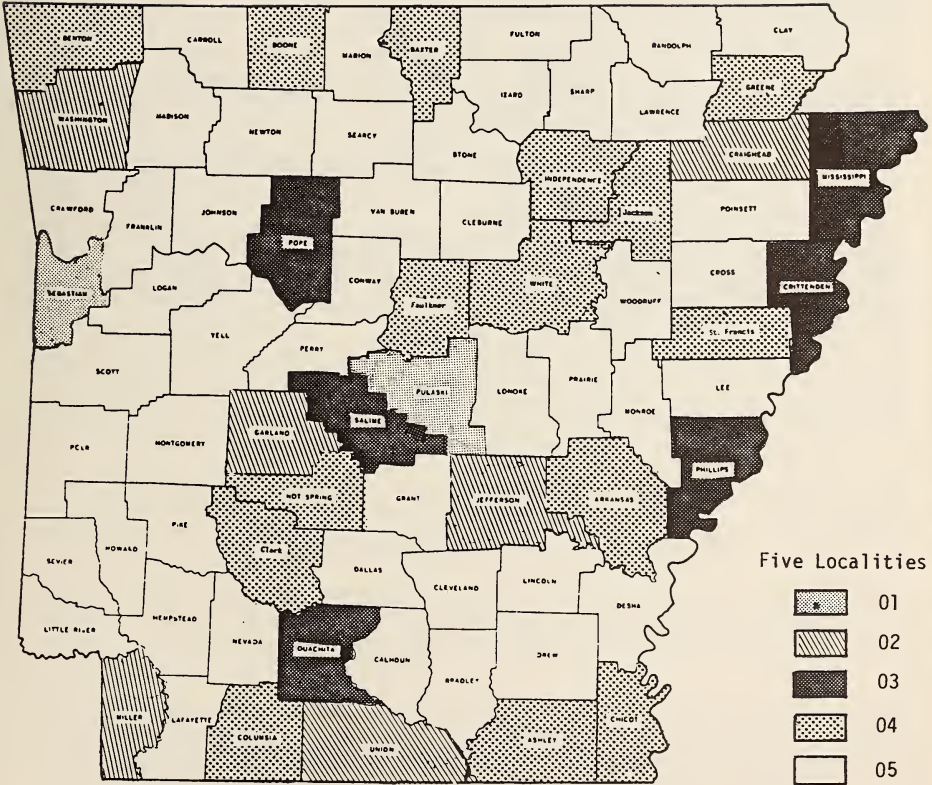 BENTON
CARROLL
BOONE
MARION
BAXTER
FULTON
RANDOLPH
CLAY
WASHINGTON
MADISON
NEWTON
SEARCY
IZARD
SHARP
LAWRENCE
GREENE
STONE
INDEPENDENCE
CRAIGHEAD
MISSISSIPPI
CRAWFORD
FRANKLIN
JOHNSON
POPE
VAN BUREN
CLEBURNE
Jackson
POINSETT
SEBASTIAN
LOGAN
CONWAY
Faulkner
WHITE
WOODRUFF
CROSS
CRITTENDEN
SCOTT
YELL
PERRY
St. Francis
PULASKI
LONOKE
PRAIRIE
MONROE
LEE
POLK
MONTGOMERY
GARLAND
SALINE
HOT SPRING
GRANT
JEFFERSON
ARKANSAS
PHILLIPS
SEVIER
HOWARD
PIKE
Clark
DALLAS
CLEVELAND
LINCOLN
DESHA
LITTLE RIVER
HEMPSTEAD
NEVADA
OUACHITA
CALHOUN
BRADLEY
DREW
MILLER
LAFAYETTE
COLUMBIA
UNION
ASHLEY
CHICOT
Five Localities
01
02
03
04
05